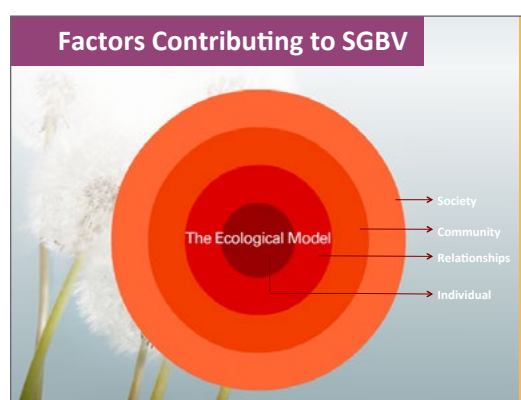 Factors Contributing to SGBV
The Ecological Model
Society
Community
Relationships
Individual